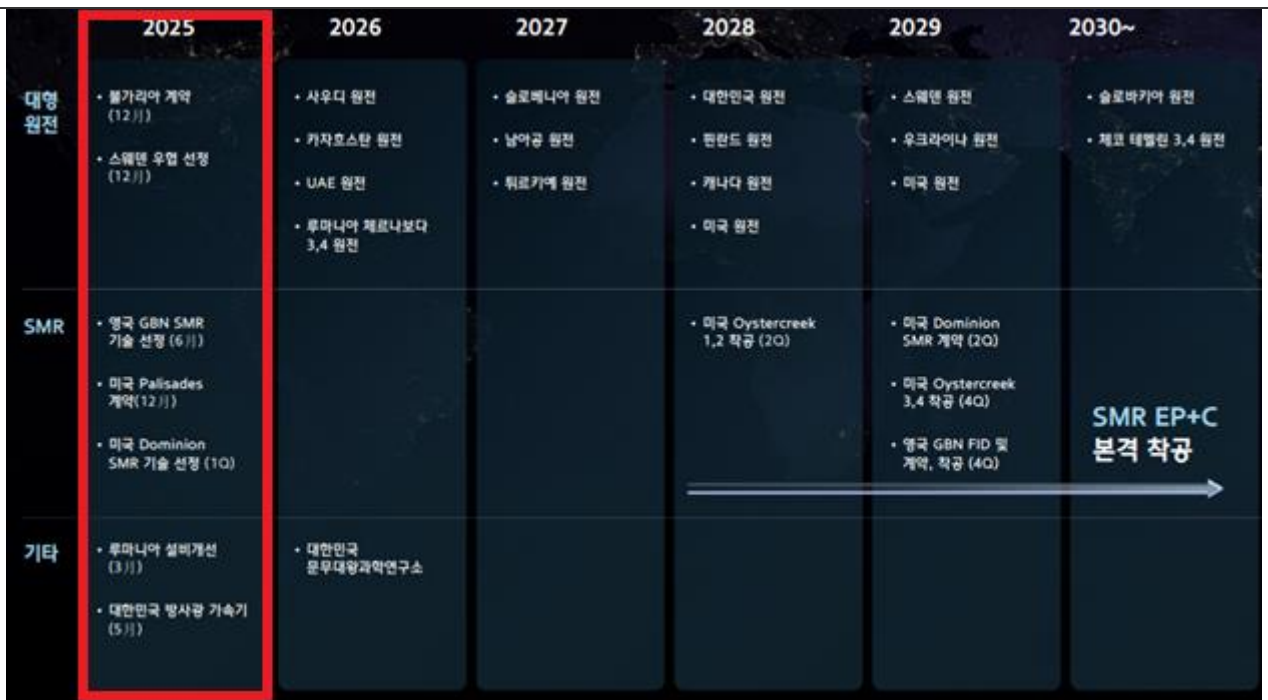 2025
2026
2027
2028
2029
2030~
대형
원전
• 불가리아 계약
(12月)
• 스웨덴 우협 선정
(12月)
• 사우디 원전
• 카자흐스탄 원전
• UAE 원전
• 루마니아 체르나보다
3,4 원전
• 슬로베니아 원전
• 남아공 원전
• 튀르키예 원전
• 대한민국 원전
• 핀란드 원전
• 캐나다 원전
• 미국 원전
• 스웨덴 원전
• 우크라이나 원전
• 미국 원전
• 슬로바키아 원전
• 체코 테멜린 3,4 원전
SMR
• 영국 GBN SMR
기술 선정 (6月)
• 미국 Palisades
계약(12月)
• 미국 Dominion
SMR 기술 선정 (1Q)
• 미국 Oystercreek
1,2 착공 (2Q)
• 미국 Dominion
SMR 계약 (2Q)
• 미국 Oystercreek
3,4 착공 (4Q)
• 영국 GBN FID 및
계약, 착공 (4Q)
SMR EP+C
본격 착공
기타
• 루마니아 설비개선
(3月)
• 대한민국 방사광 가속기
(5月)
• 대한민국
문무대왕과학연구소